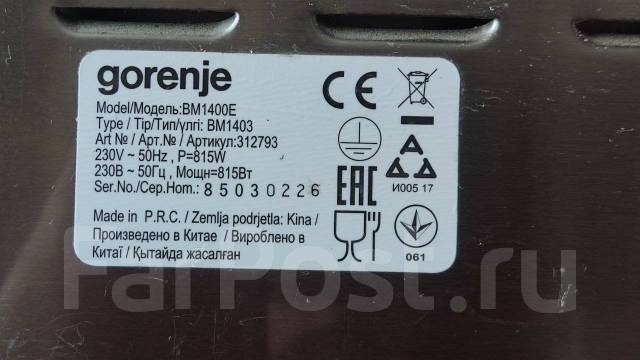 gorenje
Model/Модель:BM1400E
Type / Tip/Тип/үлгі: BM1403
Art № / Арт.№ / Артикул:312793
230V ~ 50Hz , P=815W
230В ~ 50Гц , Мощн=815Вт
Ser.No./Сер.Ном.: 85030226
Made in P.R.C./ Zemlja podrjetla: Kina /
Произведено в Китае / Вироблено в
Китаї / Қытайда жасалған
CE
И005 17
EAC
061
FarPost.ru